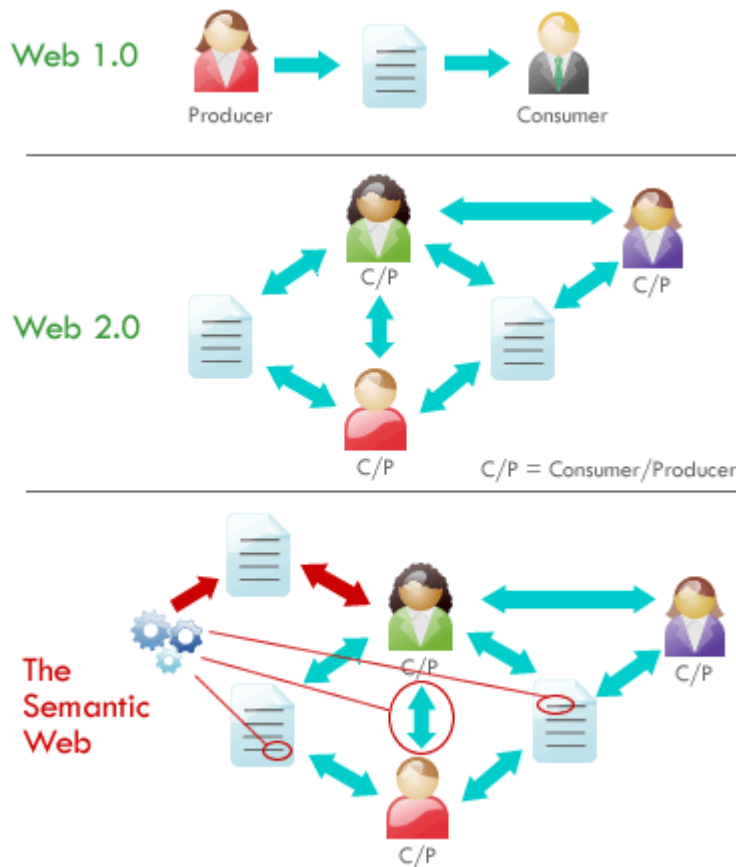 Web 1.0
Producer
Consumer
C/P
C/P
Web 2.0
C/P
C/P = Consumer/Producer
C/P
C/P
The
Semantic
Web
C/P